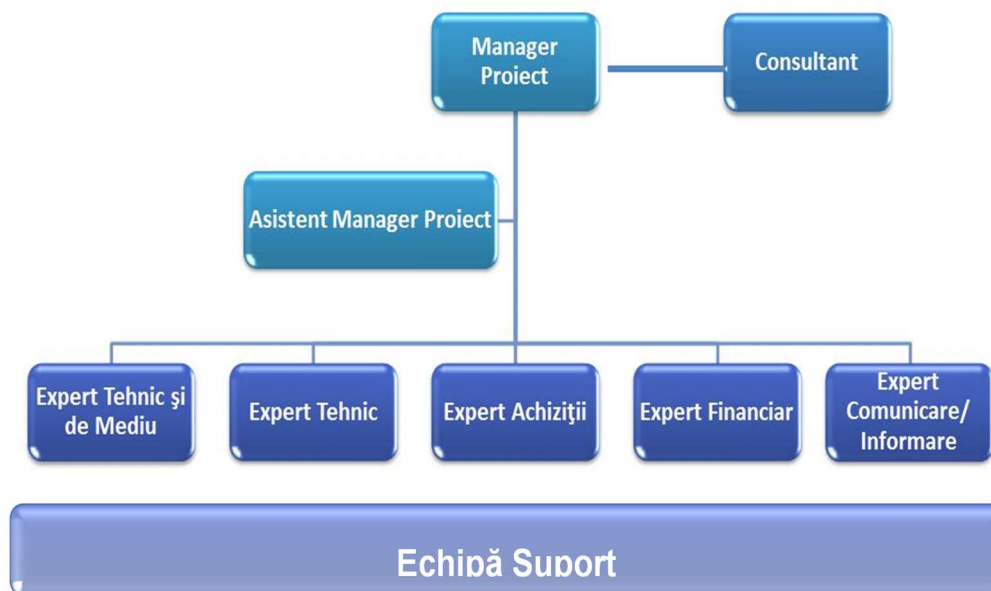 Manager
Proiect
Consultant
Asistent Manager Proiect
Expert Tehnic şi
de Mediu
Expert Tehnic
Expert Achiziţii
Expert Financiar
Expert
Comunicare/
Informare
Echipă Suport